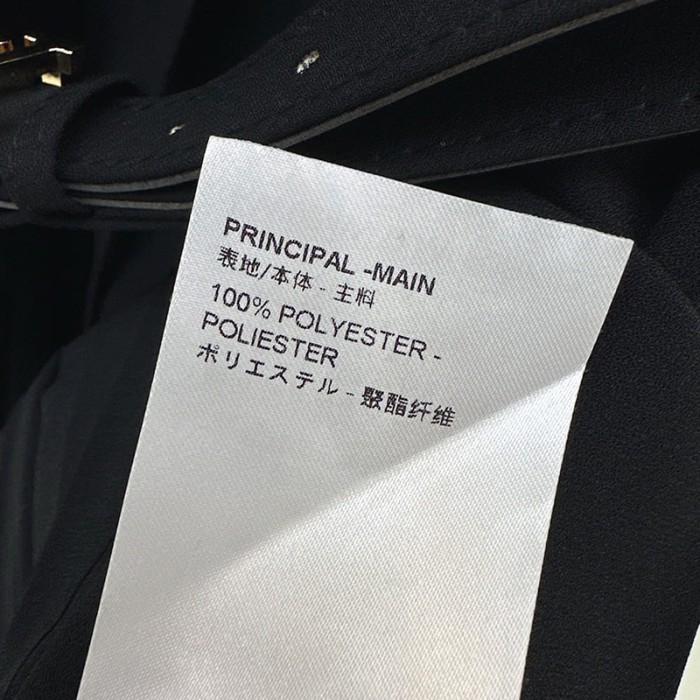 PRINCIPAL -MAIN
表地/本体 - 主料
100% POLYESTER -
POLIESTER
ポリエステル - 聚酯纤维